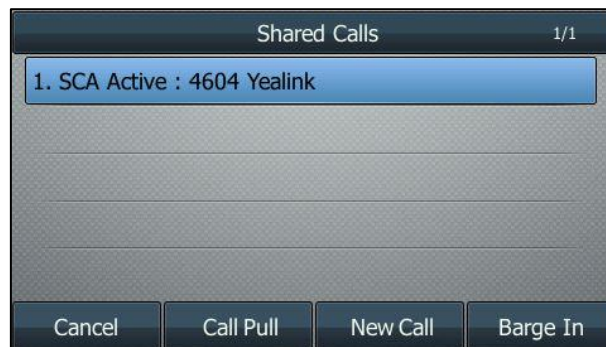 Shared Calls 1/1
1. SCA Active : 4604 Yealink
Cancel Call Pull New Call Barge In